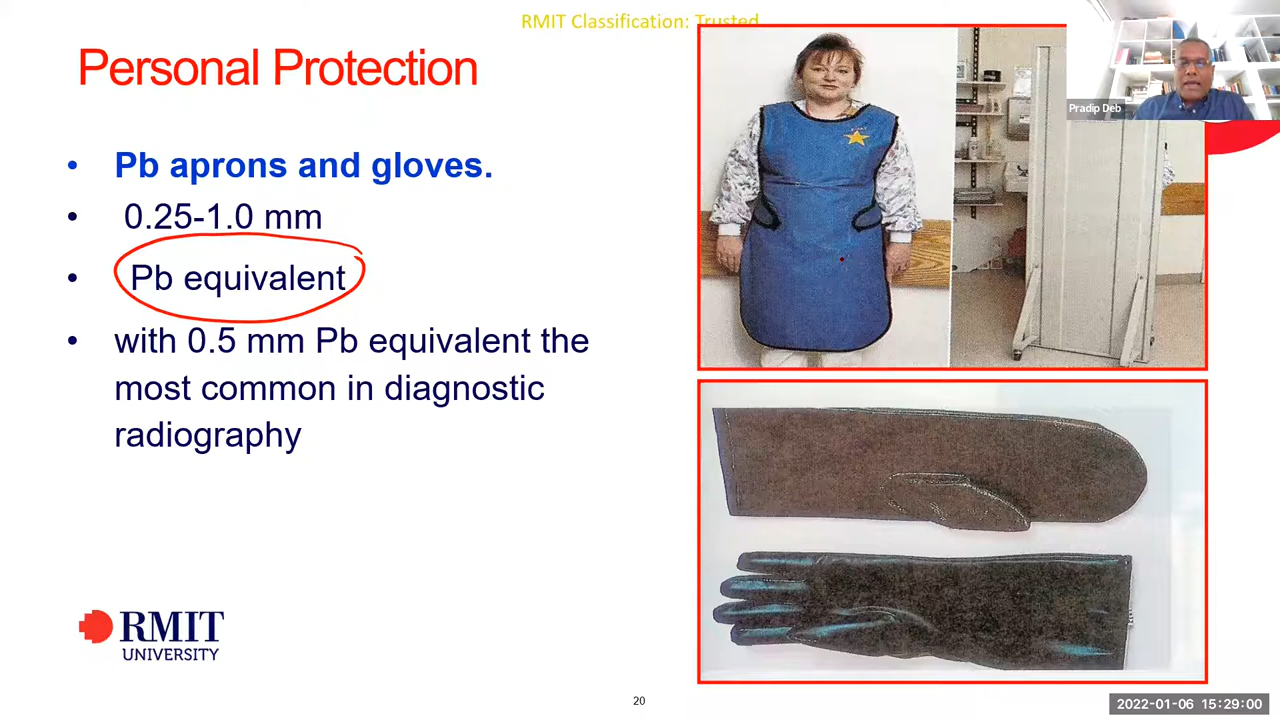 RMIT Classification: Trusted
Personal Protection
Pradip Deb
• Pb aprons and gloves.
• 0.25-1.0 mm
• Pb equivalent
• with 0.5 mm Pb equivalent the
most common in diagnostic
radiography
RMIT
UNIVERSITY
20
2022-01-06 15:29:00